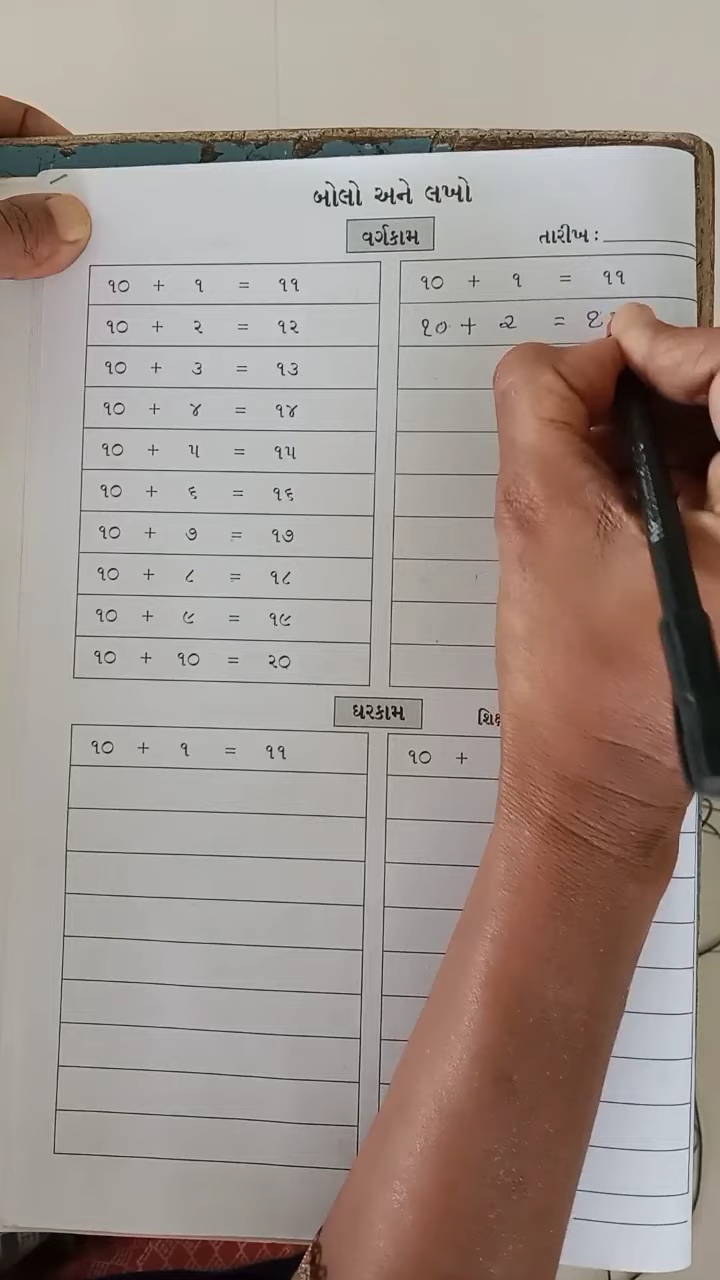 બોલો અને લખો
વર્ગકામ
તારીખ :
૧૦ + ૧ = ૧૧
૧૦ + ૨ = ૧૨
૧૦ + ૩ = ૧૩
૧૦ + ૪ = ૧૪
૧૦ + ૫ = ૧૫
૧૦ + ૬ = ૧૬
૧૦ + ૭ = ૧૭
૧૦ + ૮ = ૧૮
૧૦ + ૯ = ૧૯
૧૦ + ૧૦ = ૨૦
૧૦ + ૧ = ૧૧
૧૦ + ૨ = ૧
ઘરકામ
૧૦ + ૧ = ૧૧
૧૦ +